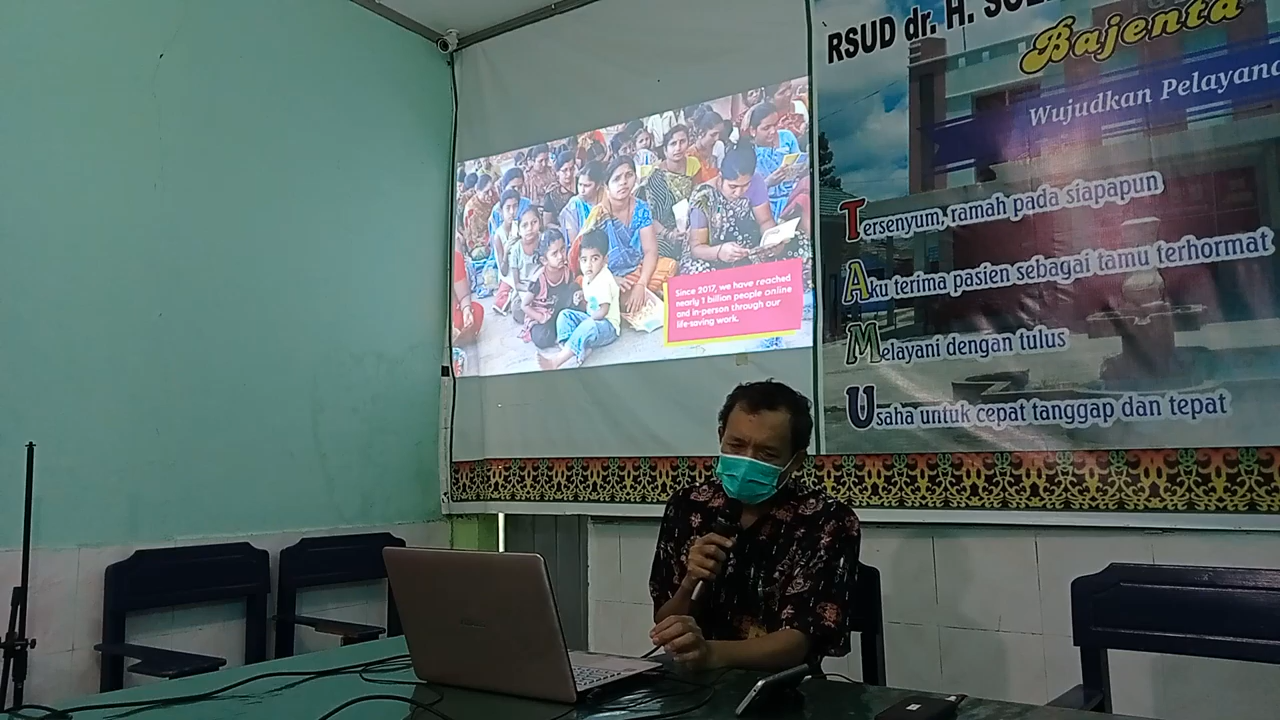 RSUD dr. H.
Bajenta
Wujudkan
Tersenyum, ramah pada siapapun
Aku terima pasien sebagai tamu terhormat
Melayani dengan tulus
Usaha untuk cepat tanggap dan tepat
Since 2017, we have reached
nearly 1 billion people online
and in-person through our
life-saving work.